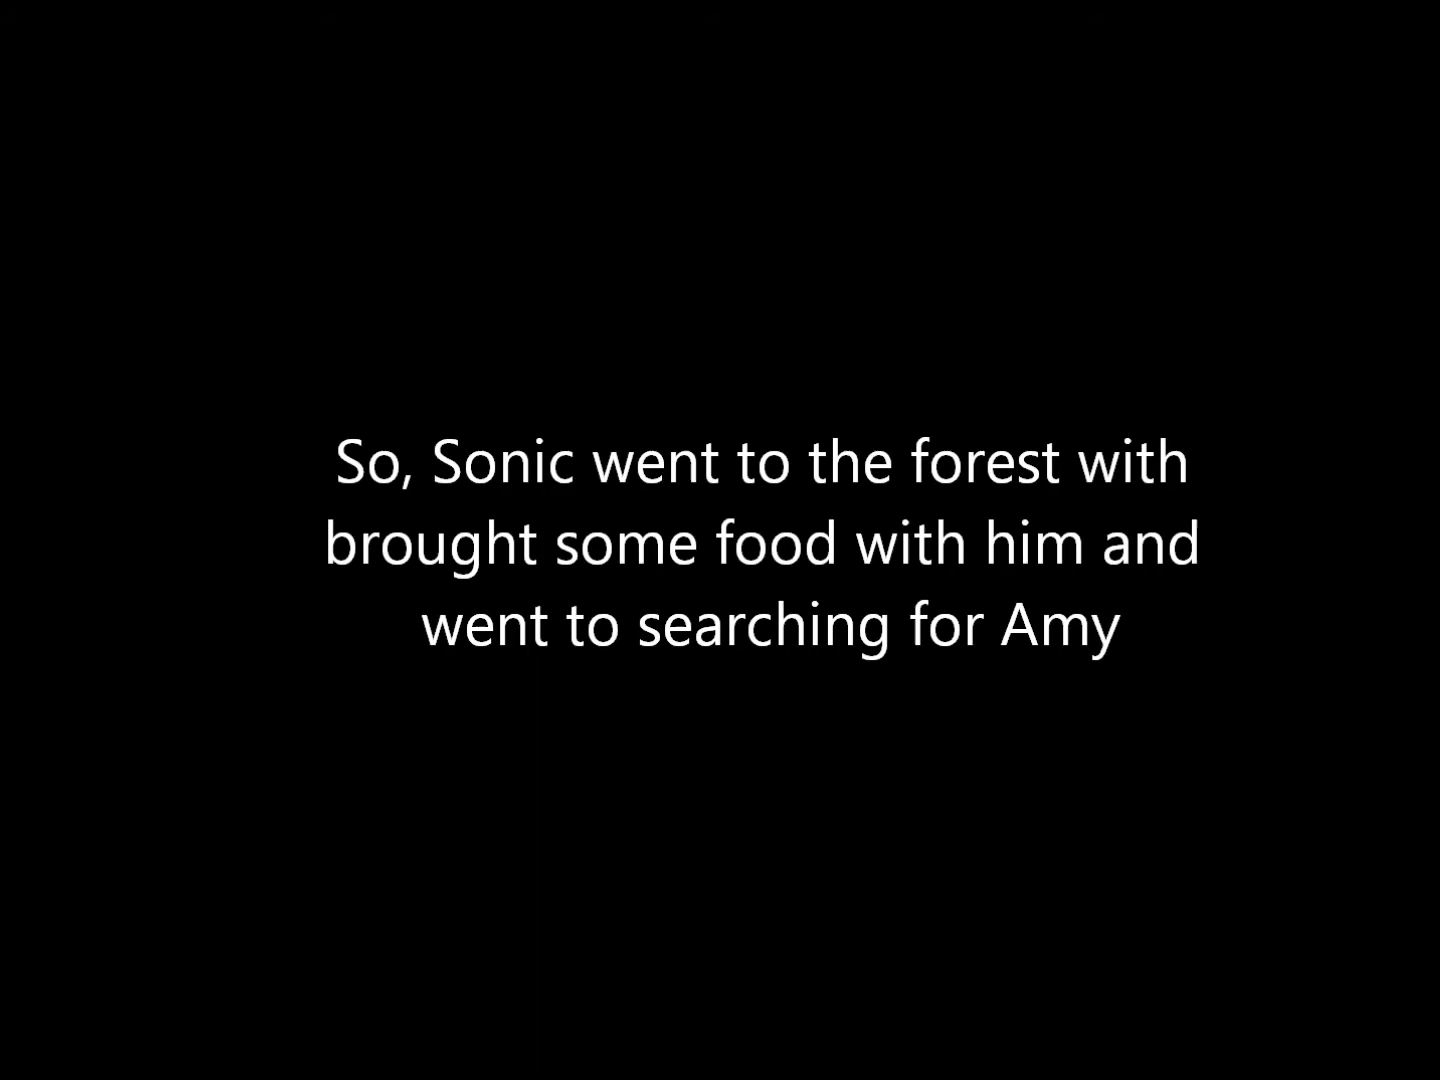 So, Sonic went to the forest with
brought some food with him and
went to searching for Amy